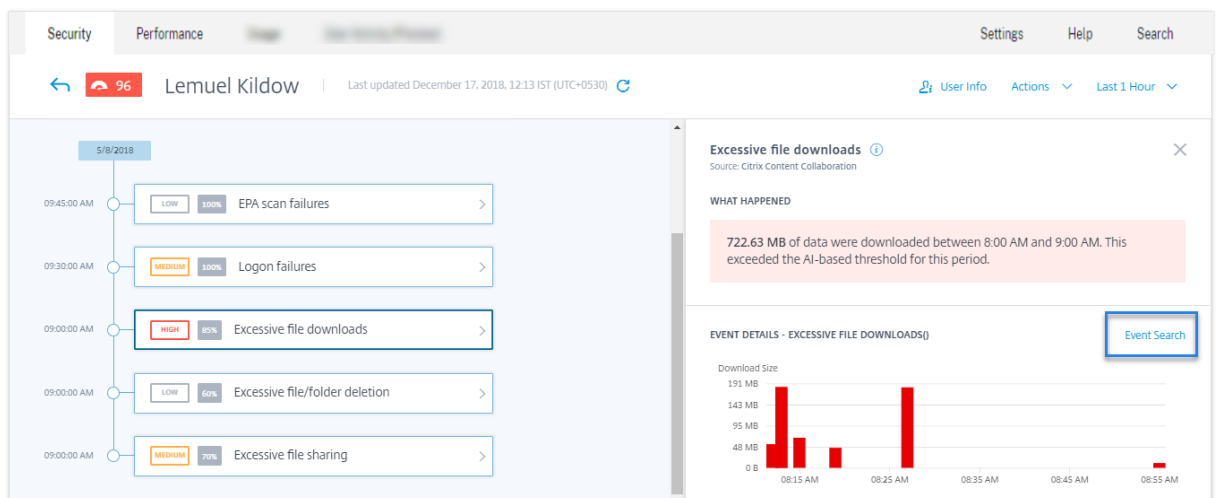 Security Performance Settings Help Search
96 Lemuel Kildow Last updated December 17, 2018, 12:13 IST (UTC+0530) User Info Actions Last 1 Hour
5/8/2018
09:45:00 AM LOW 100% EPA scan failures
09:30:00 AM MEDIUM 100% Logon failures
09:00:00 AM HIGH 85% Excessive file downloads
09:00:00 AM LOW 60% Excessive file/folder deletion
09:00:00 AM MEDIUM 70% Excessive file sharing
Excessive file downloads
Source: Citrix Content Collaboration
WHAT HAPPENED
722.63 MB of data were downloaded between 8:00 AM and 9:00 AM. This
exceeded the AI-based threshold for this period.
EVENT DETAILS - EXCESSIVE FILE DOWNLOADS() Event Search
Download Size
191 MB
143 MB
95 MB
48 MB
0 B
08:15 AM 08:25 AM 08:35 AM 08:45 AM 08:55 AM